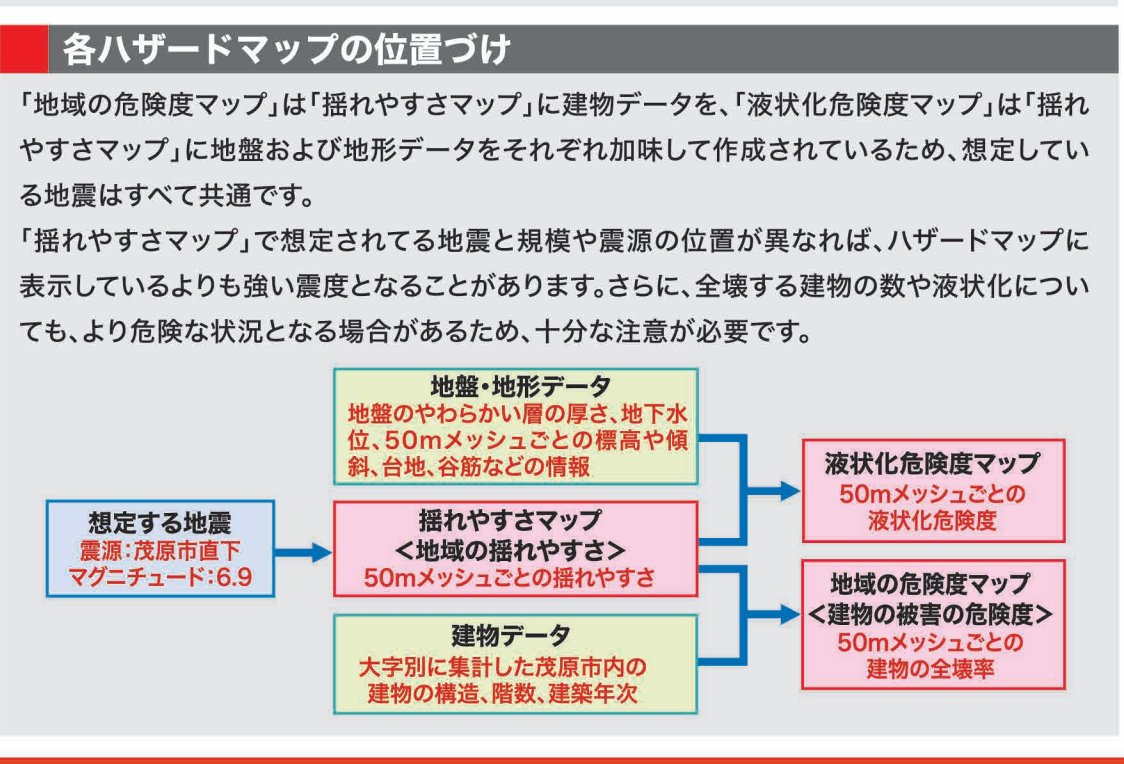 各ハザードマップの位置づけ
「地域の危険度マップ」は「揺れやすさマップ」に建物データを、「液状化危険度マップ」は「揺れ
やすさマップ」に地盤および地形データをそれぞれ加味して作成されているため、想定してい
る地震はすべて共通です。
「揺れやすさマップ」で想定されてる地震と規模や震源の位置が異なれば、ハザードマップに
表示しているよりも強い震度となることがあります。さらに、全壊する建物の数や液状化につい
ても、より危険な状況となる場合があるため、十分な注意が必要です。
地盤・地形データ
地盤のやわらかい層の厚さ、地下水
位、50mメッシュごとの標高や傾
斜、台地、谷筋などの情報
想定する地震
震源：茂原市直下
マグニチュード：6.9
揺れやすさマップ
＜地域の揺れやすさ＞
50mメッシュごとの揺れやすさ
建物データ
大字別に集計した茂原市内の
建物の構造、階数、建築年次
液状化危険度マップ
50mメッシュごとの
液状化危険度
地域の危険度マップ
＜建物の被害の危険度＞
50mメッシュごとの
建物の全壊率